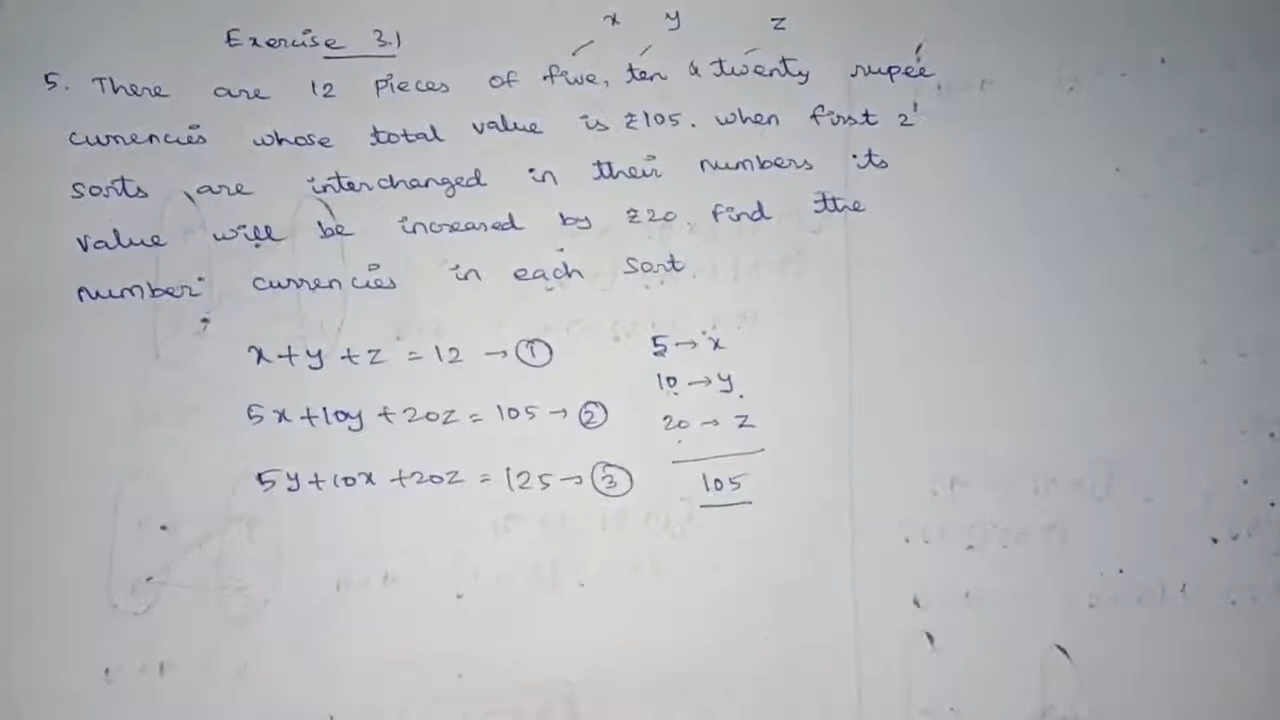 x y z
Exercise 3.1
5. There are 12 pieces of five, ten & twenty rupee
currencies whose total value is ₹105. when first 2
sorts are interchanged in their numbers its
value will be increased by ₹20. Find the
number currencies in each sort.
x + y + z = 12 → ①
5x + 10y + 20z = 105 → ②
5y + 10x + 20z = 125 → ③
5 → x
10 → y
20 → z
105